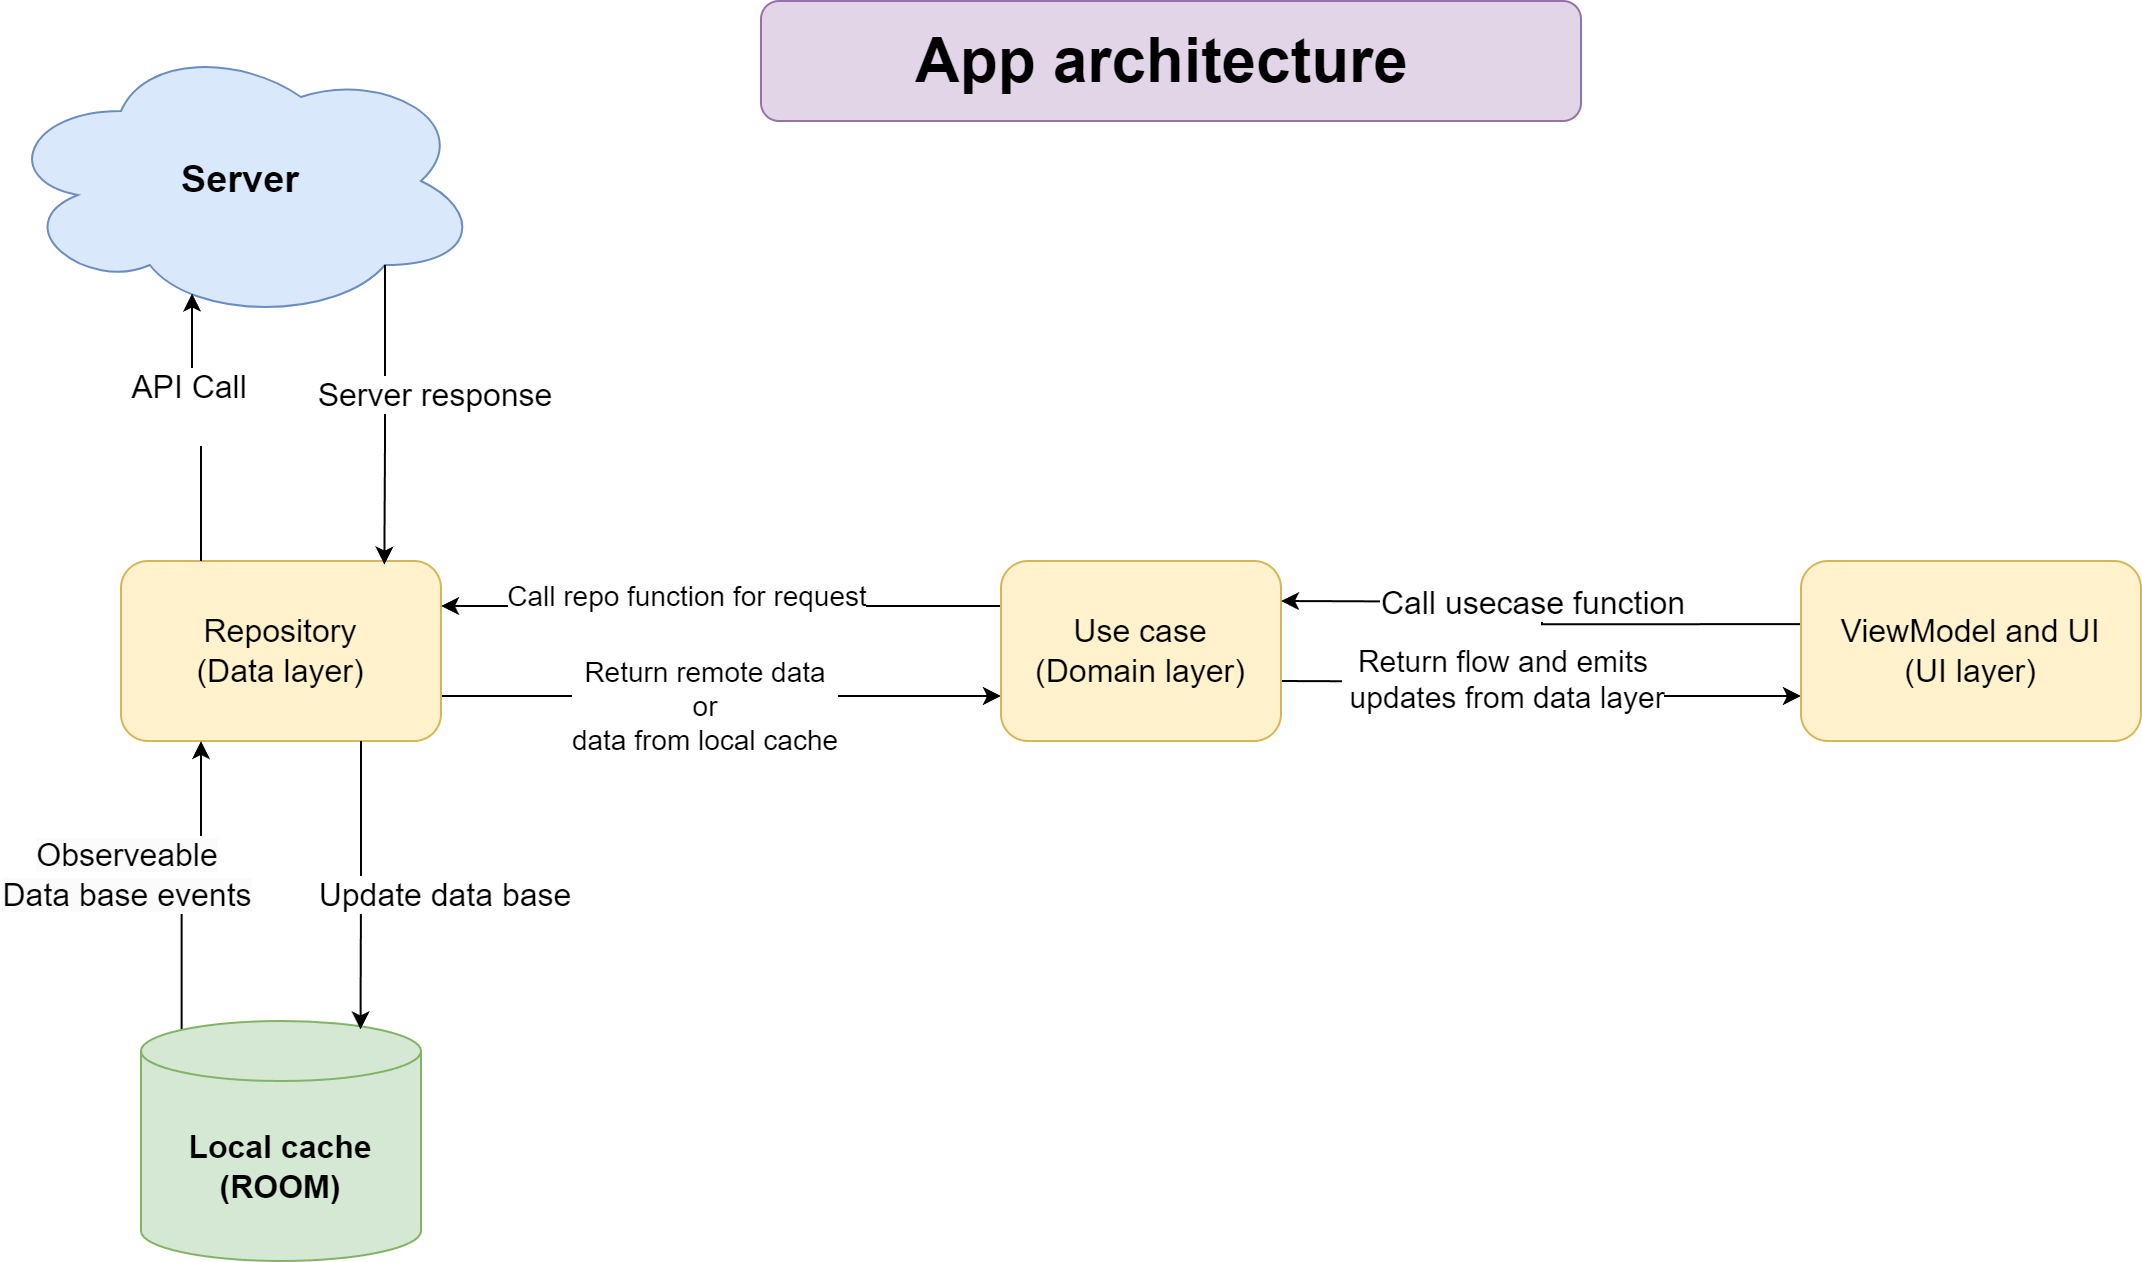 App architecture
Server
API Call
Server response
Call repo function for request
Call usecase function
Repository
(Data layer)
Use case
(Domain layer)
ViewModel and UI
(UI layer)
Return remote data
or
data from local cache
Return flow and emits
updates from data layer
Observeable
Data base events
Update data base
Local cache
(ROOM)